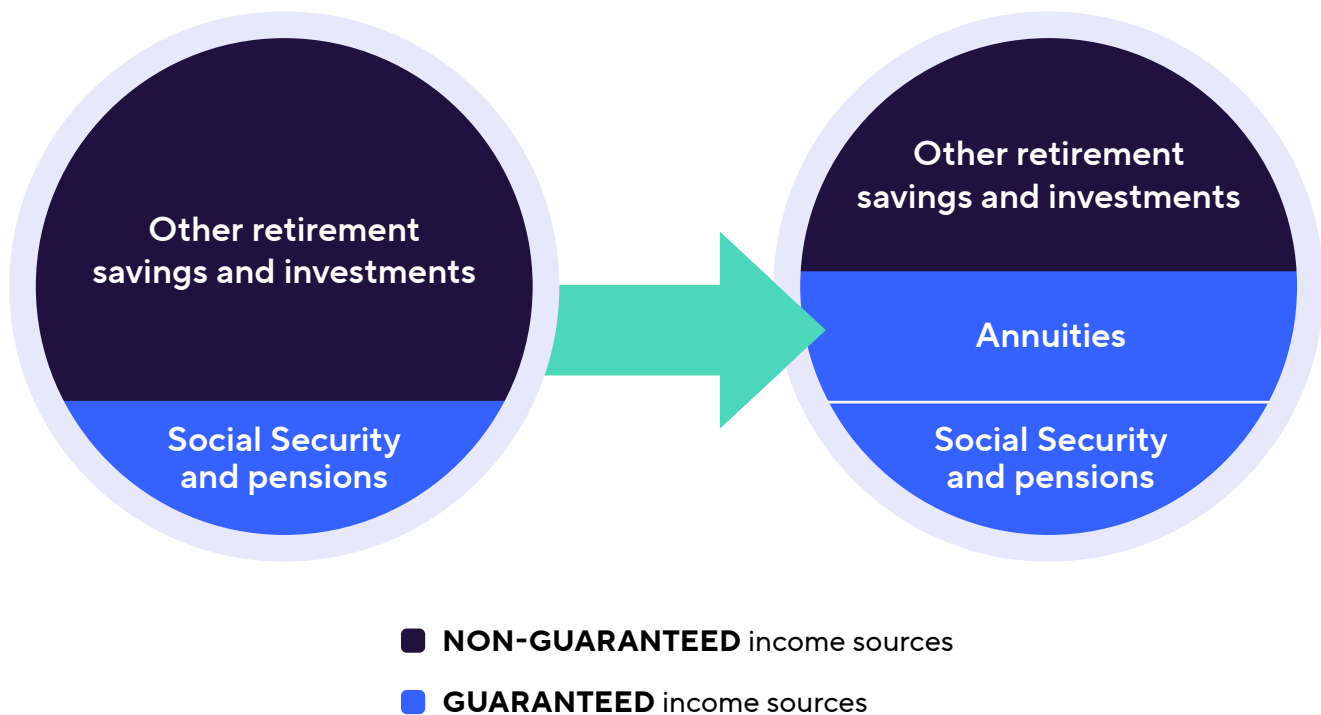 Other retirement
savings and investments
Social Security
and pensions
Other retirement
savings and investments
Annuities
Social Security
and pensions
NON-GUARANTEED income sources
GUARANTEED income sources